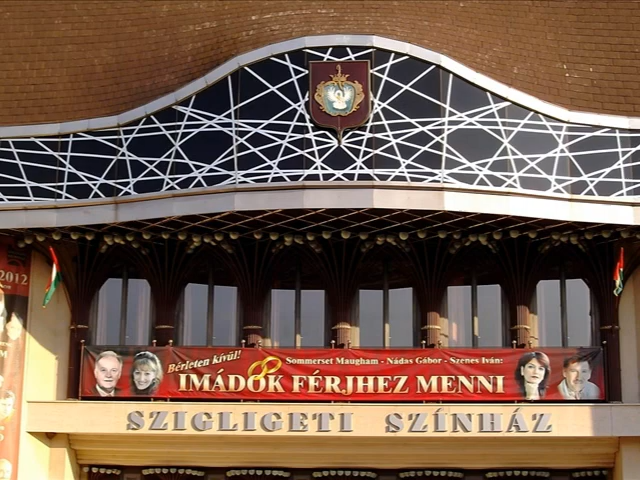 2012
Bérleten kívül!
Sommerset Maugham - Nádas Gábor - Szenes Iván:
IMÁDOK FÉRJHEZ MENNI
SZIGLIGETI SZÍNHÁZ